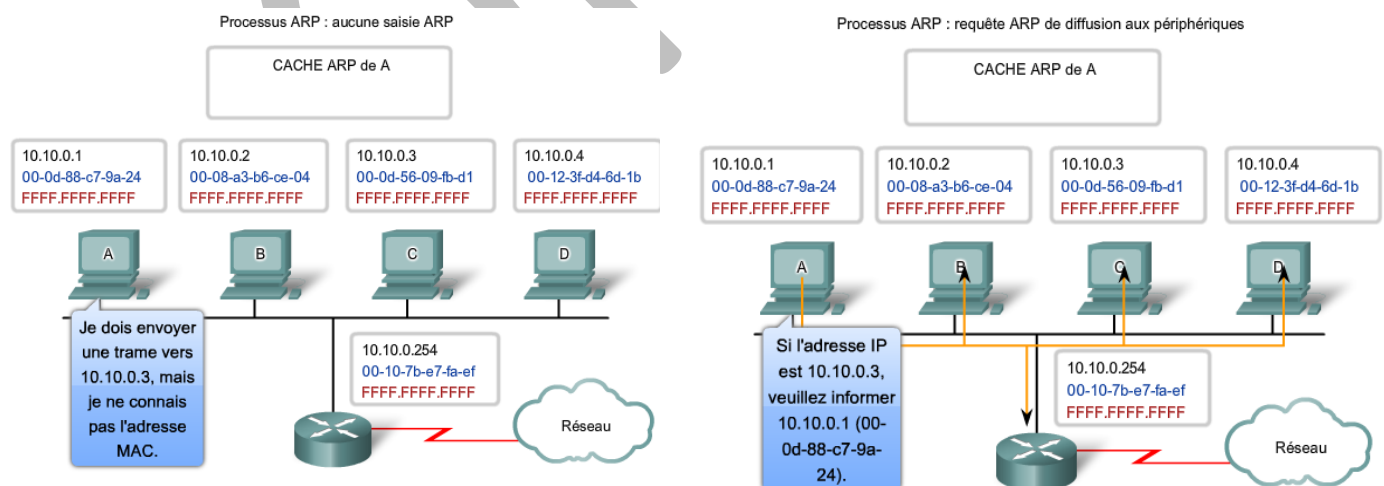 Processus ARP : aucune saisie ARP
CACHE ARP de A
10.10.0.1
00-0d-88-c7-9a-24
FFFF.FFFF.FFFF
10.10.0.2
00-08-a3-b6-ce-04
FFFF.FFFF.FFFF
10.10.0.3
00-0d-56-09-fb-d1
FFFF.FFFF.FFFF
10.10.0.4
00-12-3f-d4-6d-1b
FFFF.FFFF.FFFF
A
B
C
D
Je dois envoyer
une trame vers
10.10.0.3, mais
je ne connais
pas l'adresse
MAC.
10.10.0.254
00-10-7b-e7-fa-ef
FFFF.FFFF.FFFF
Réseau
Processus ARP : requête ARP de diffusion aux périphériques
CACHE ARP de A
10.10.0.1
00-0d-88-c7-9a-24
FFFF.FFFF.FFFF
10.10.0.2
00-08-a3-b6-ce-04
FFFF.FFFF.FFFF
10.10.0.3
00-0d-56-09-fb-d1
FFFF.FFFF.FFFF
10.10.0.4
00-12-3f-d4-6d-1b
FFFF.FFFF.FFFF
A
B
C
D
Si l'adresse IP
est 10.10.0.3,
veuillez informer
10.10.0.1 (00-
0d-88-c7-9a-
24).
10.10.0.254
00-10-7b-e7-fa-ef
FFFF.FFFF.FFFF
Réseau